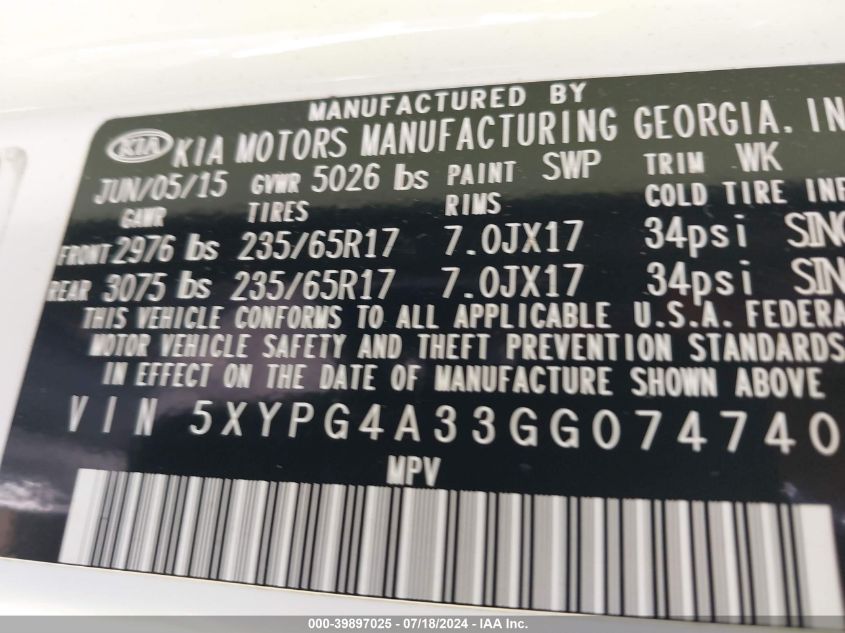 MANUFACTURED BY
KIA KIA MOTORS MANUFACTURING GEORGIA. IN
JUN/05/15 GVWR 5026 lbs PAINT SWP TRIM WK
GAWR TIRES RIMS COLD TIRE INF
FRONT 2976 lbs 235/65R17 7.0JX17 34psi SING
REAR 3075 lbs 235/65R17 7.0JX17 34psi SIN
THIS VEHICLE CONFORMS TO ALL APPLICABLE U.S.A. FEDERA
MOTOR VEHICLE SAFETY AND THEFT PREVENTION STANDARDS
IN EFFECT ON THE DATE OF MANUFACTURE SHOWN ABOVE
VIN 5XYPG4A33GG074740
MPV
000-39897025 - 07/18/2024 - IAA Inc.